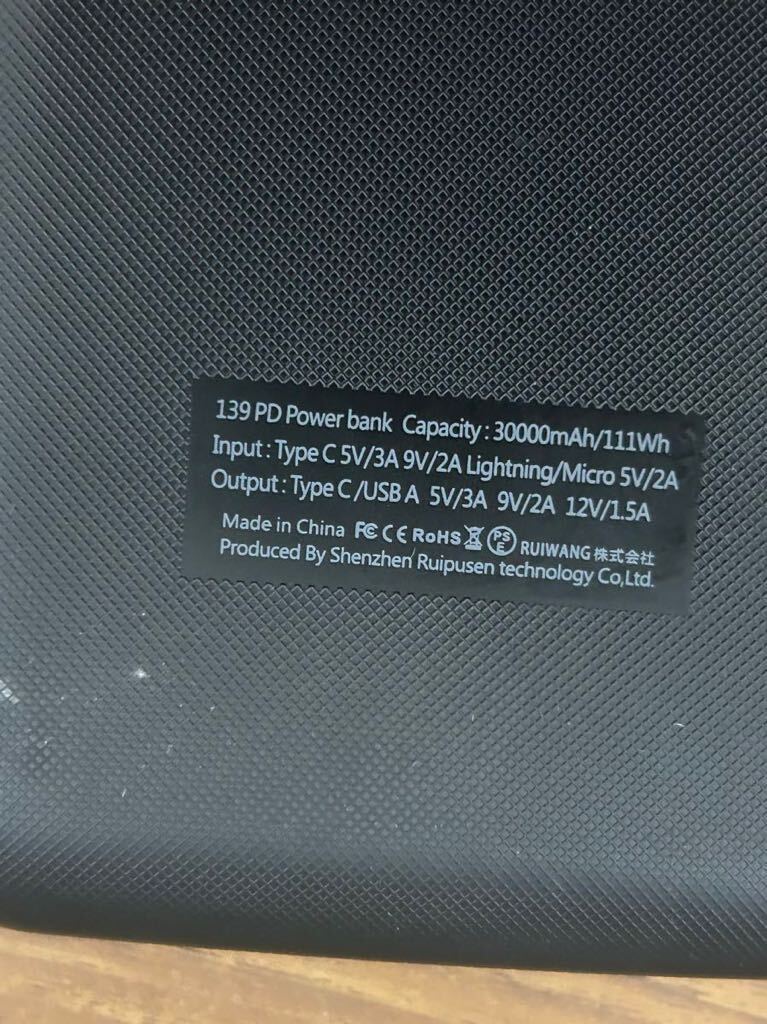 139 PD Power bank Capacity : 30000mAh/111Wh
Input : Type C 5V/3A 9V/2A Lightning/Micro 5V/2A
Output : Type C /USB A 5V/3A 9V/2A 12V/1.5A
Made in China FC CE RoHS PSE RUIWANG 株式会社
Produced By Shenzhen Ruipusen technology Co,Ltd.